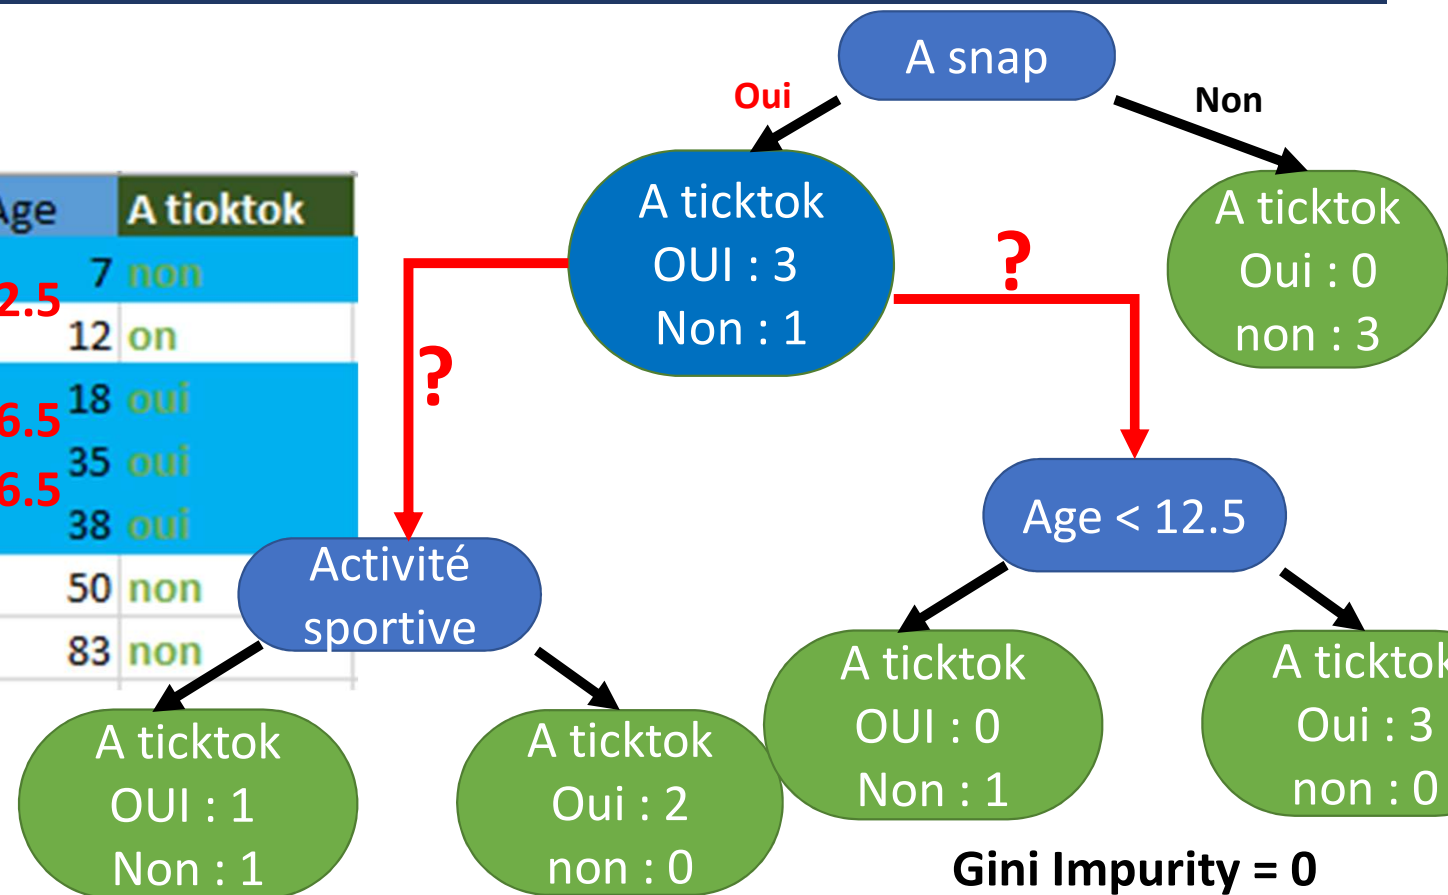 A snap
Oui
Non
A ticktok
OUI : 3
Non : 1
A ticktok
Oui : 0
non : 3
?
?
Age A tioktok
7 non
2.5
12 on
18 oui
6.5
35 oui
6.5
38 oui
50 non
83 non
Activité
sportive
Age < 12.5
A ticktok
OUI : 1
Non : 1
A ticktok
Oui : 2
non : 0
A ticktok
OUI : 0
Non : 1
A ticktok
Oui : 3
non : 0
Gini Impurity = 0